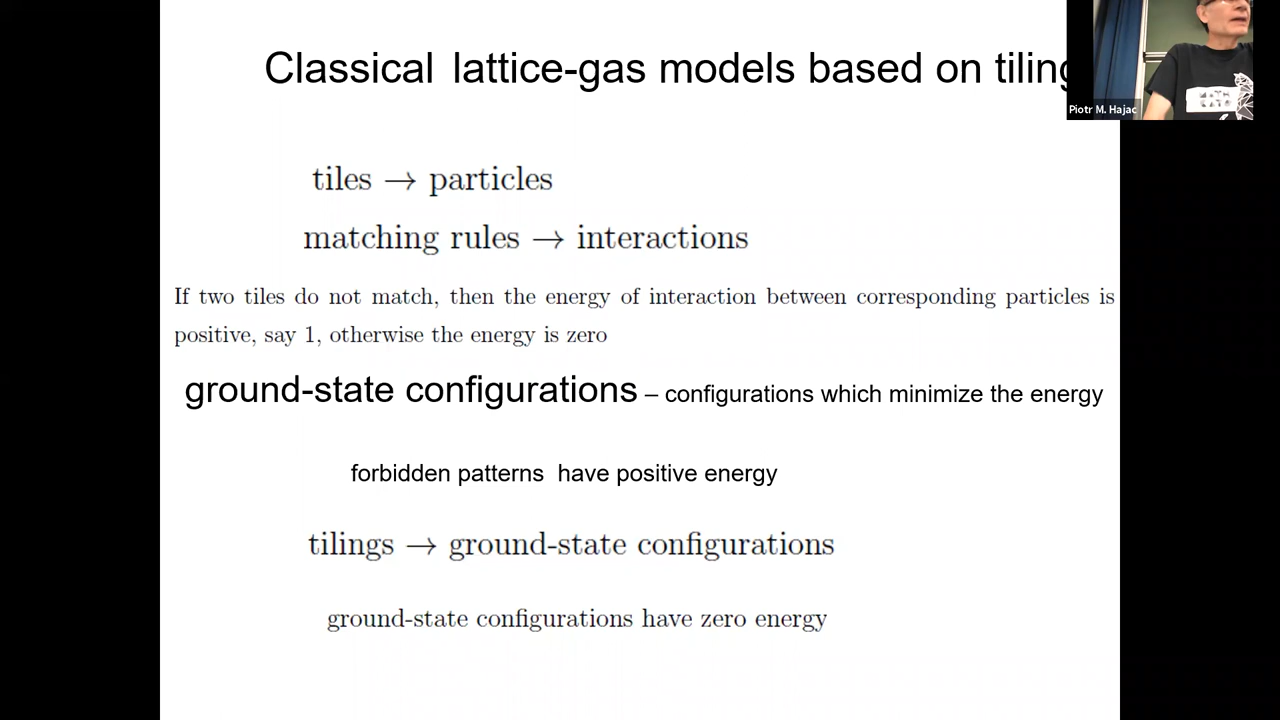 Classical lattice-gas models based on tiling
Piotr M. Hajac
tiles → particles
matching rules → interactions
If two tiles do not match, then the energy of interaction between corresponding particles is
positive, say 1, otherwise the energy is zero
ground-state configurations – configurations which minimize the energy
forbidden patterns have positive energy
tilings → ground-state configurations
ground-state configurations have zero energy